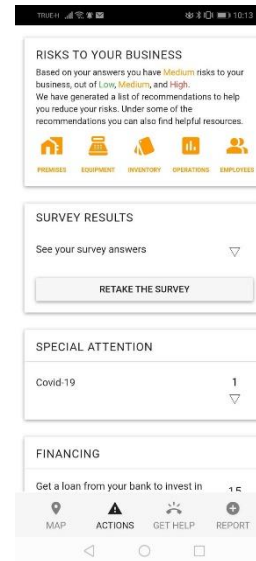 TRUE-H 10:13
RISKS TO YOUR BUSINESS
Based on your answers you have Medium risks to your
business, out of Low, Medium, and High.
We have generated a list of recommendations to help
you reduce your risks. Under some of the
recommendations you can also find helpful resources.
PREMISES EQUIPMENT INVENTORY OPERATIONS EMPLOYEES
SURVEY RESULTS
See your survey answers
RETAKE THE SURVEY
SPECIAL ATTENTION
Covid-19 1
FINANCING
Get a loan from your bank to invest in 15
MAP ACTIONS GET HELP REPORT